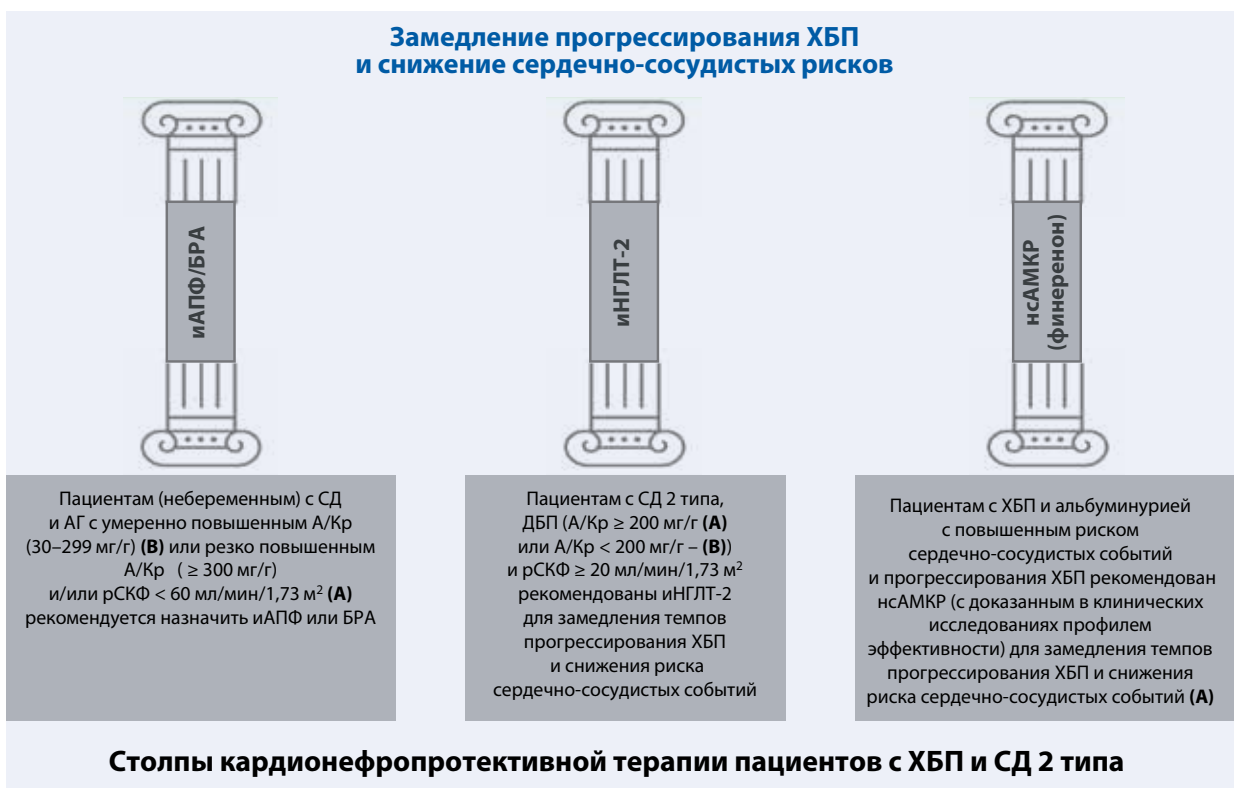 Замедление прогрессирования ХБП
и снижение сердечно-сосудистых рисков
иАПФ/БРА
иНГЛТ-2
нсАМКР
(финеренон)
Пациентам (небеременным) с СД
и АГ с умеренно повышенным А/Кр
(30–299 мг/г) (В) или резко повышенным
А/Кр ( ≥ 300 мг/г)
и/или рСКФ < 60 мл/мин/1,73 м² (А)
рекомендуется назначить иАПФ или БРА
Пациентам с СД 2 типа,
ДБП (А/Кр ≥ 200 мг/г (А)
или А/Кр < 200 мг/г – (В))
и рСКФ ≥ 20 мл/мин/1,73 м²
рекомендованы иНГЛТ-2
для замедления темпов
прогрессирования ХБП
и снижения риска
сердечно-сосудистых событий
Пациентам с ХБП и альбуминурией
с повышенным риском
сердечно-сосудистых событий
и прогрессирования ХБП рекомендован
нсАМКР (с доказанным в клинических
исследованиях профилем
эффективности) для замедления темпов
прогрессирования ХБП и снижения
риска сердечно-сосудистых событий (А)
Столпы кардионефропротективной терапии пациентов с ХБП и СД 2 типа